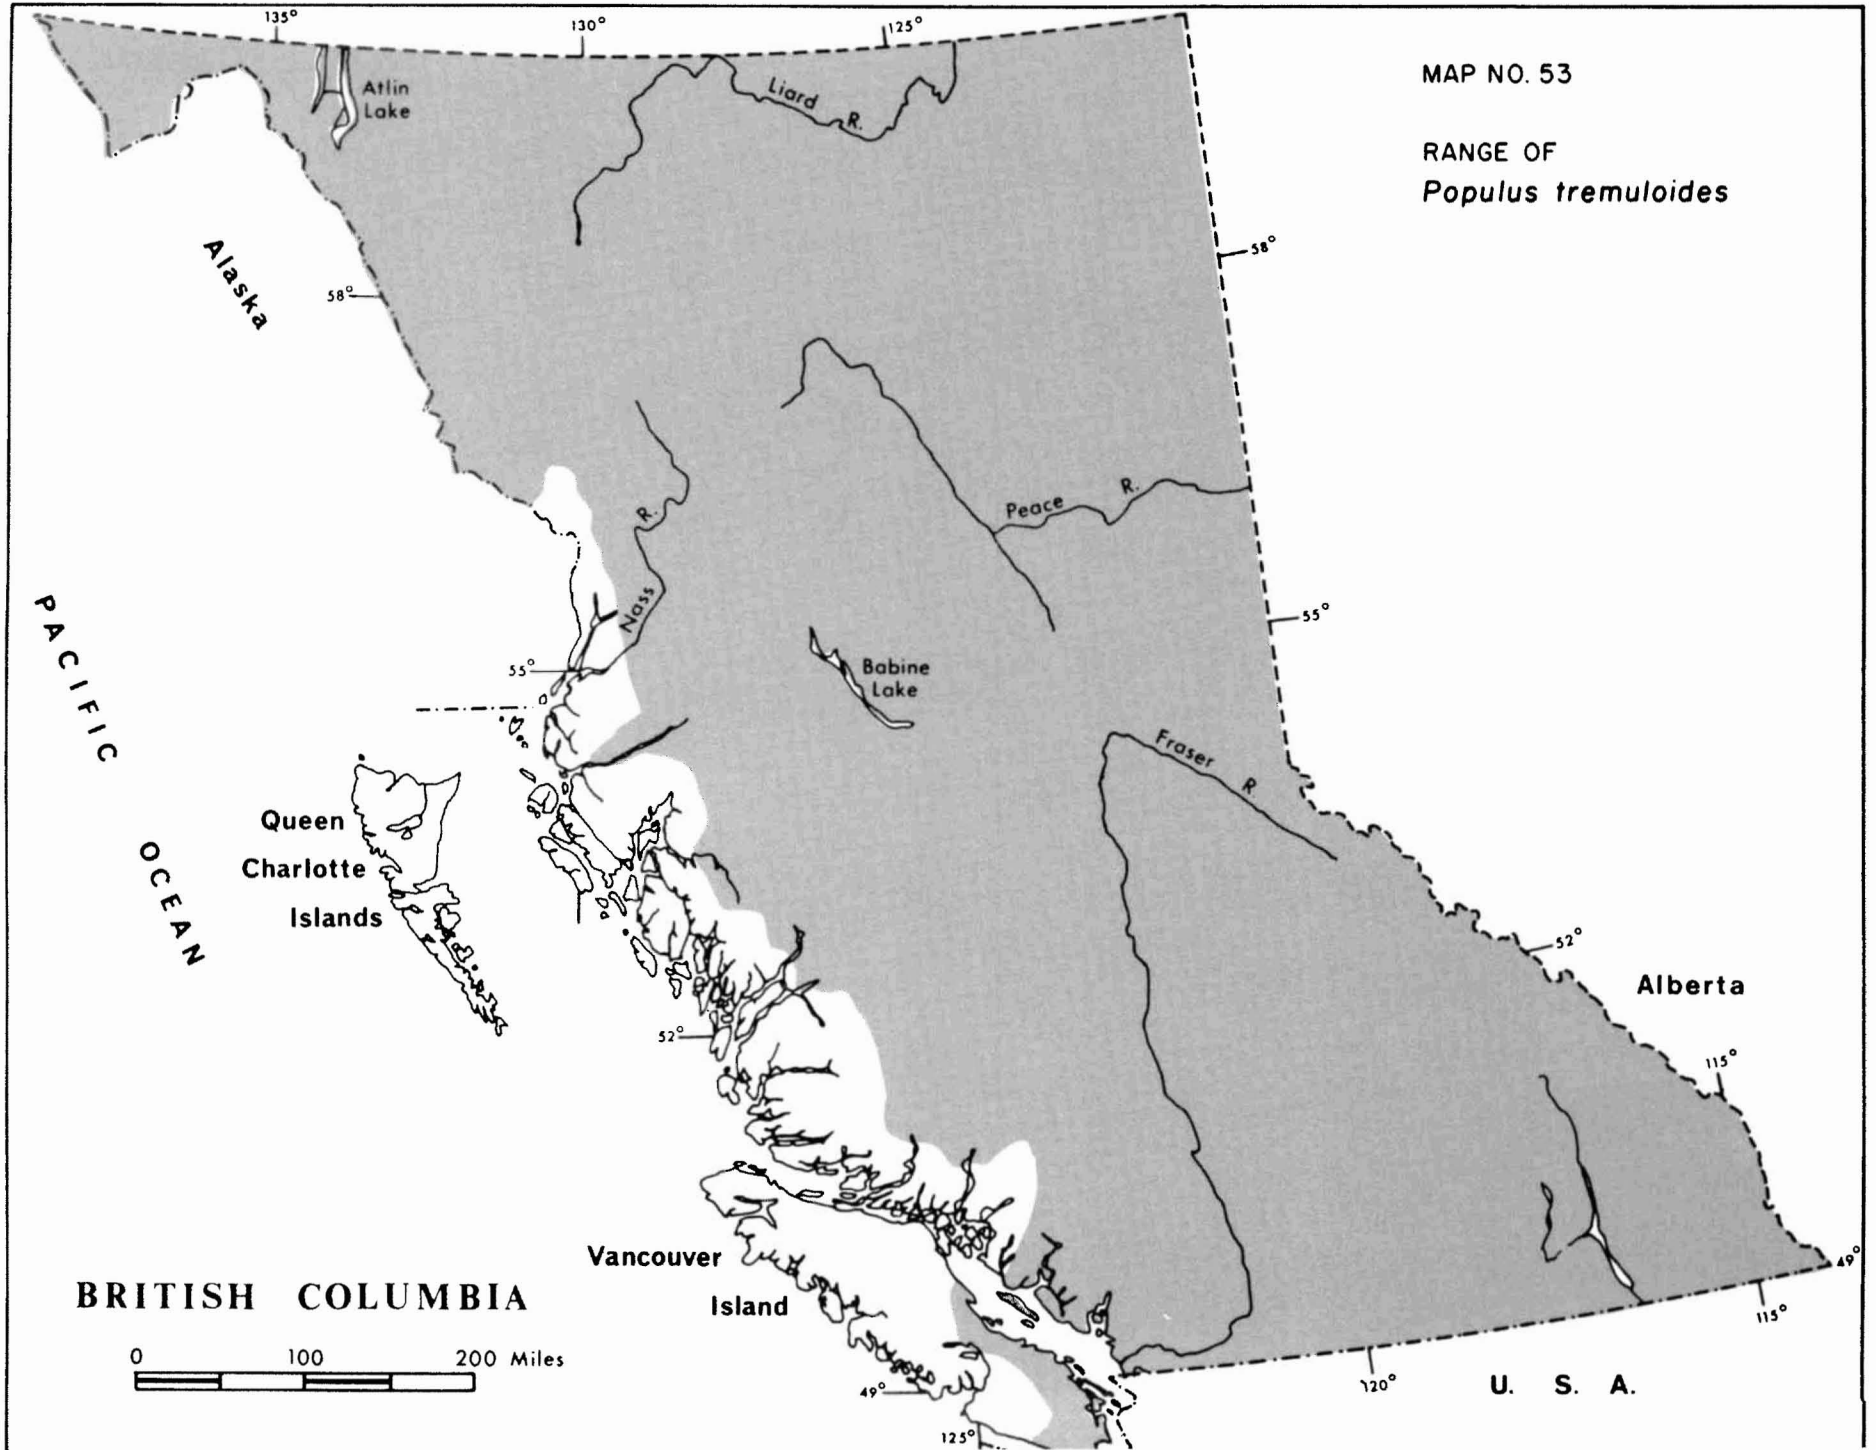 135°
130°
125°
MAP NO. 53
RANGE OF
Populus tremuloides
Atlin
Lake
Liard R.
Alaska
58°
58°
Peace R.
Nass R.
55°
55°
Babine
Lake
PACIFIC
OCEAN
Fraser R.
Queen
Charlotte
Islands
52°
52°
Alberta
115°
Vancouver
Island
BRITISH COLUMBIA
0 100 200 Miles
49°
49°
115°
120°
U. S. A.
125°